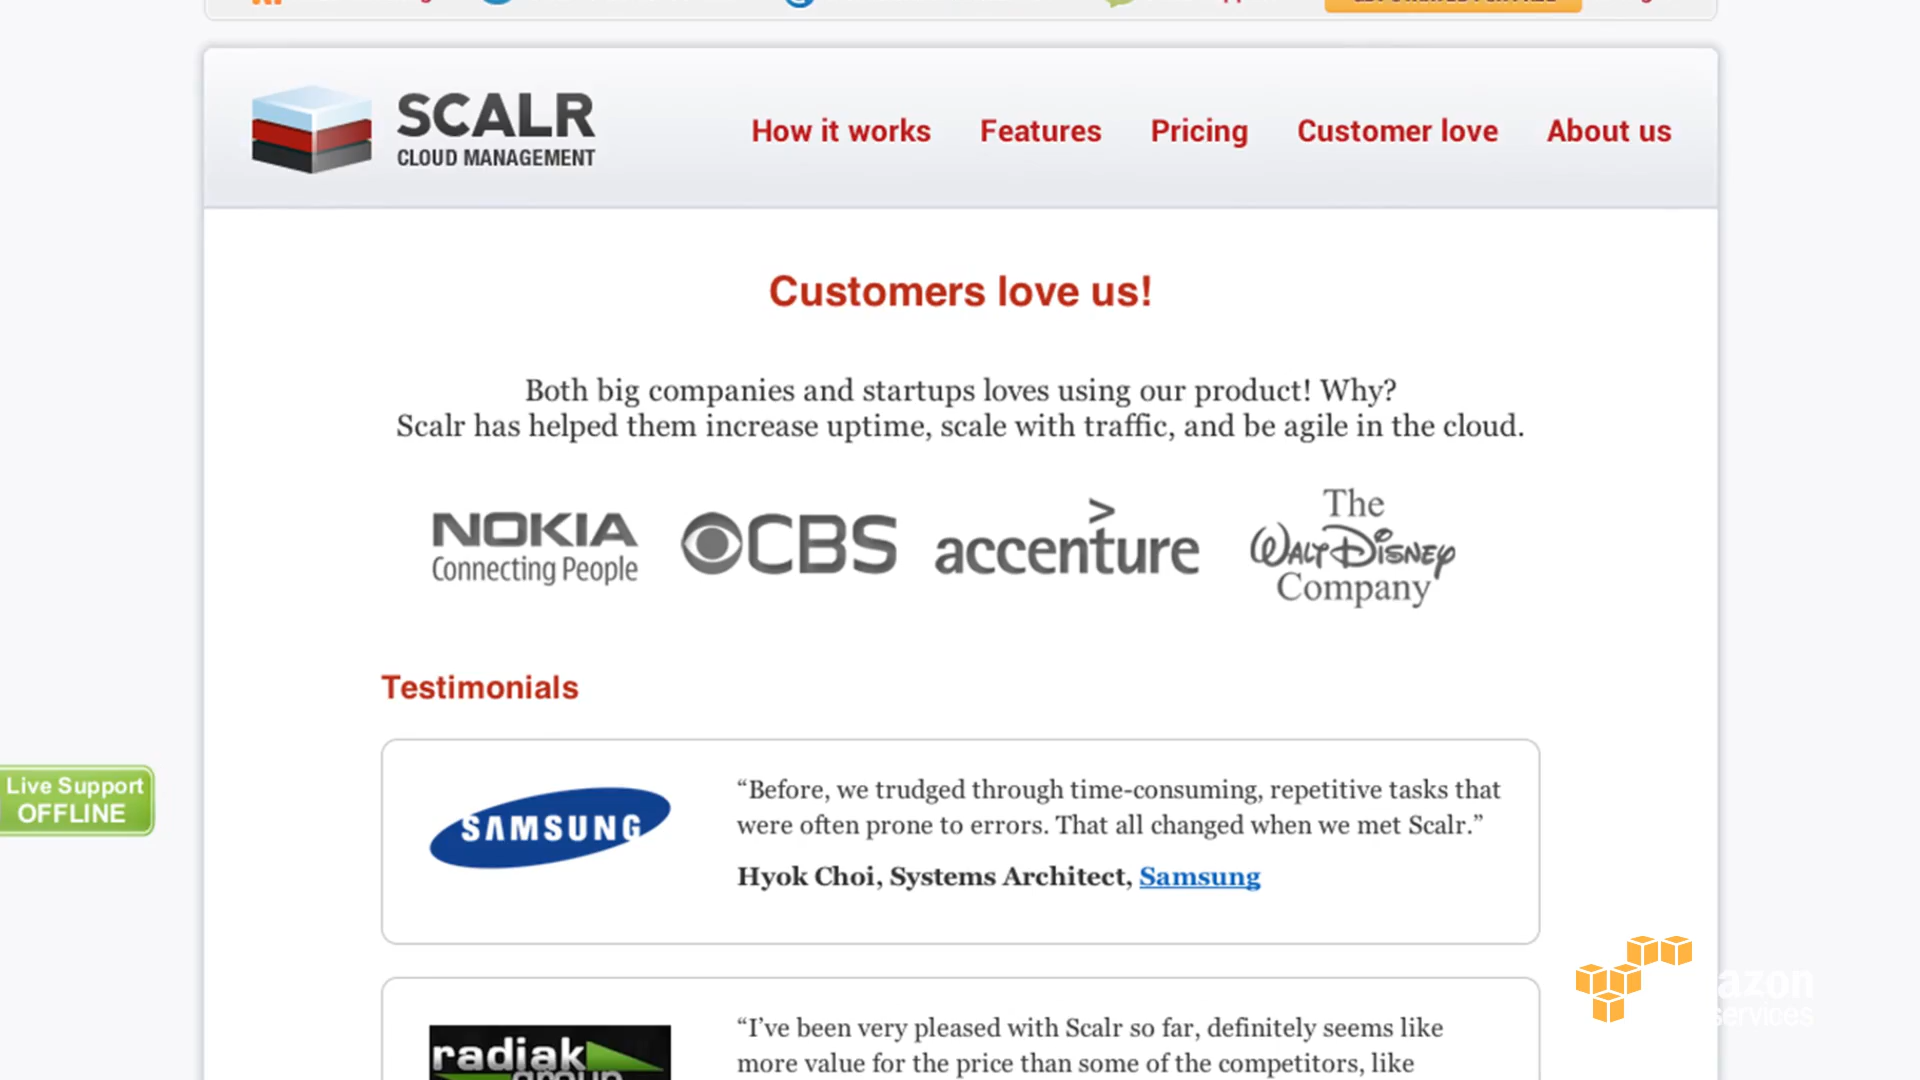 SCALR
CLOUD MANAGEMENT
How it works
Features
Pricing
Customer love
About us
Customers love us!
Both big companies and startups loves using our product! Why?
Scalr has helped them increase uptime, scale with traffic, and be agile in the cloud.
NOKIA
Connecting People
CBS
accenture
The
WALT DISNEY
Company
Testimonials
Live Support
OFFLINE
SAMSUNG
“Before, we trudged through time-consuming, repetitive tasks that
were often prone to errors. That all changed when we met Scalr.”
Hyok Choi, Systems Architect, Samsung
radiak
group
“I’ve been very pleased with Scalr so far, definitely seems like
more value for the price than some of the competitors, like
azon
services